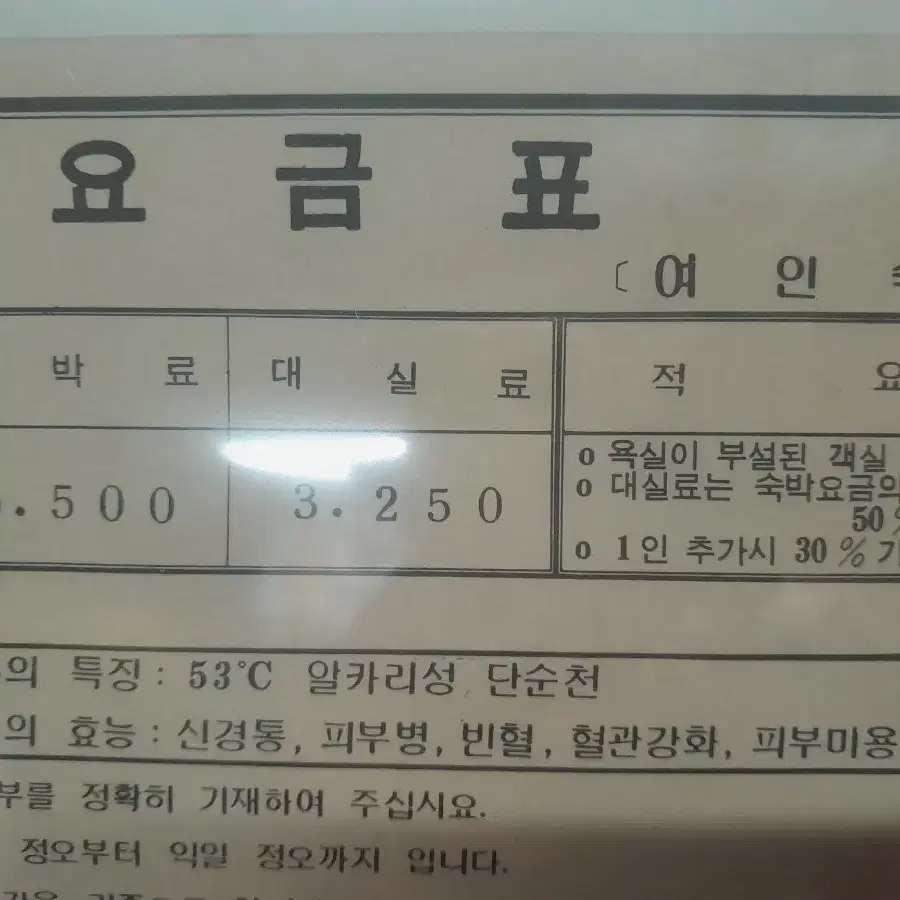 요금표
〔여인
박료 대실료 적요
.500 3.250
o 욕실이 부설된 객실
o 대실료는 숙박요금의
50%
o 1인 추가시 30%가
의 특징: 53℃ 알카리성 단순천
의 효능: 신경통, 피부병, 빈혈, 혈관강화, 피부미용
부를 정확히 기재하여 주십시요.
정오부터 익일 정오까지 입니다.